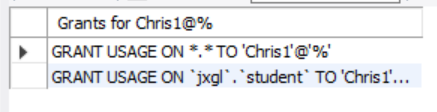 Grants for Chris1@%
GRANT USAGE ON *.* TO 'Chris1'@'%'
GRANT USAGE ON `jxgl`.`student` TO 'Chris1'...